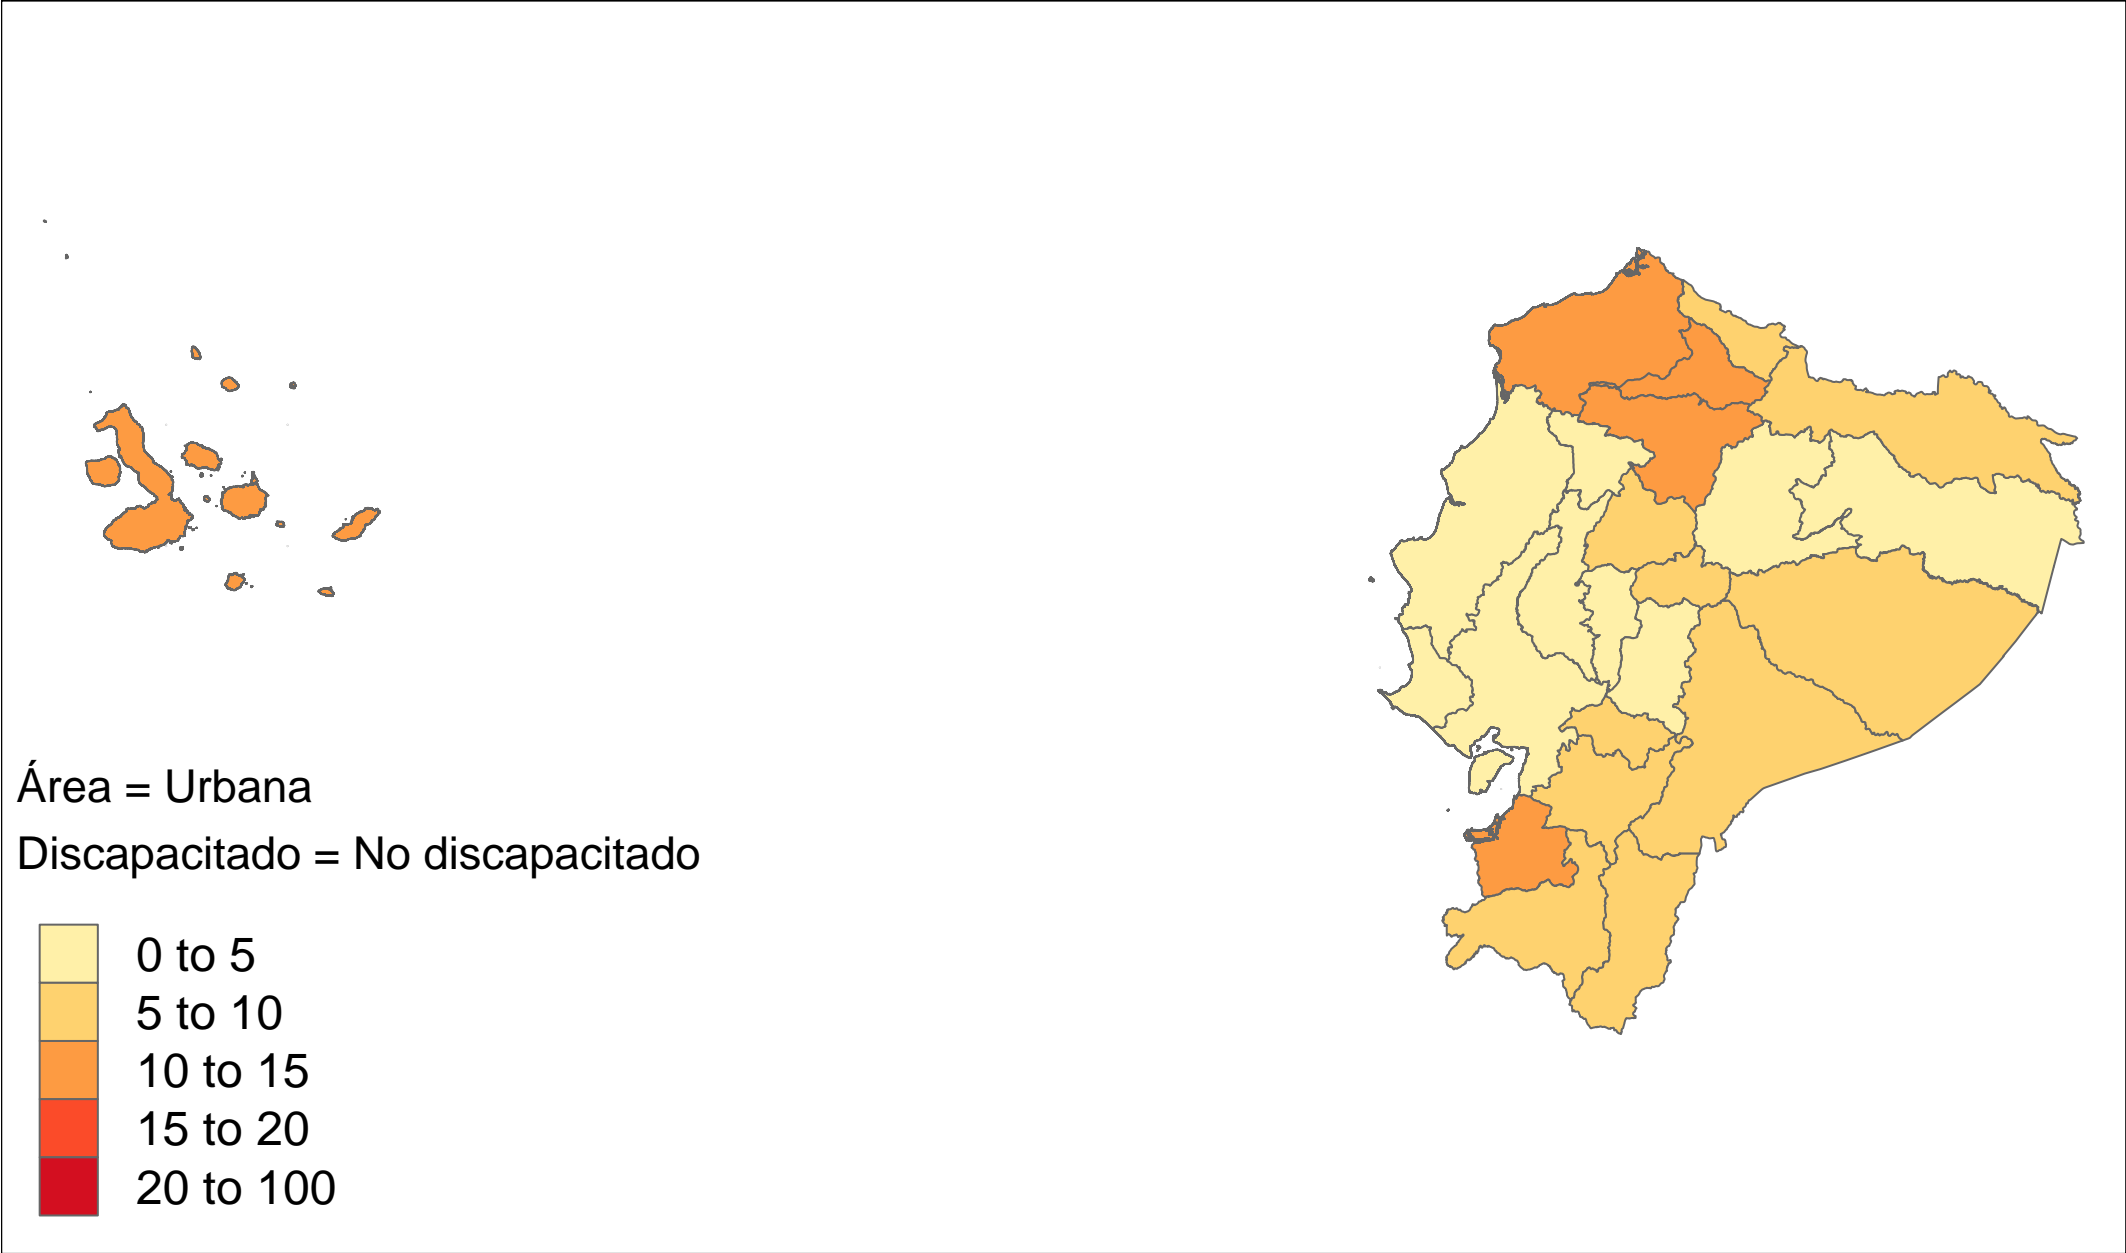 Área = Urbana
Discapacitado = No discapacitado
0 to 5
5 to 10
10 to 15
15 to 20
20 to 100